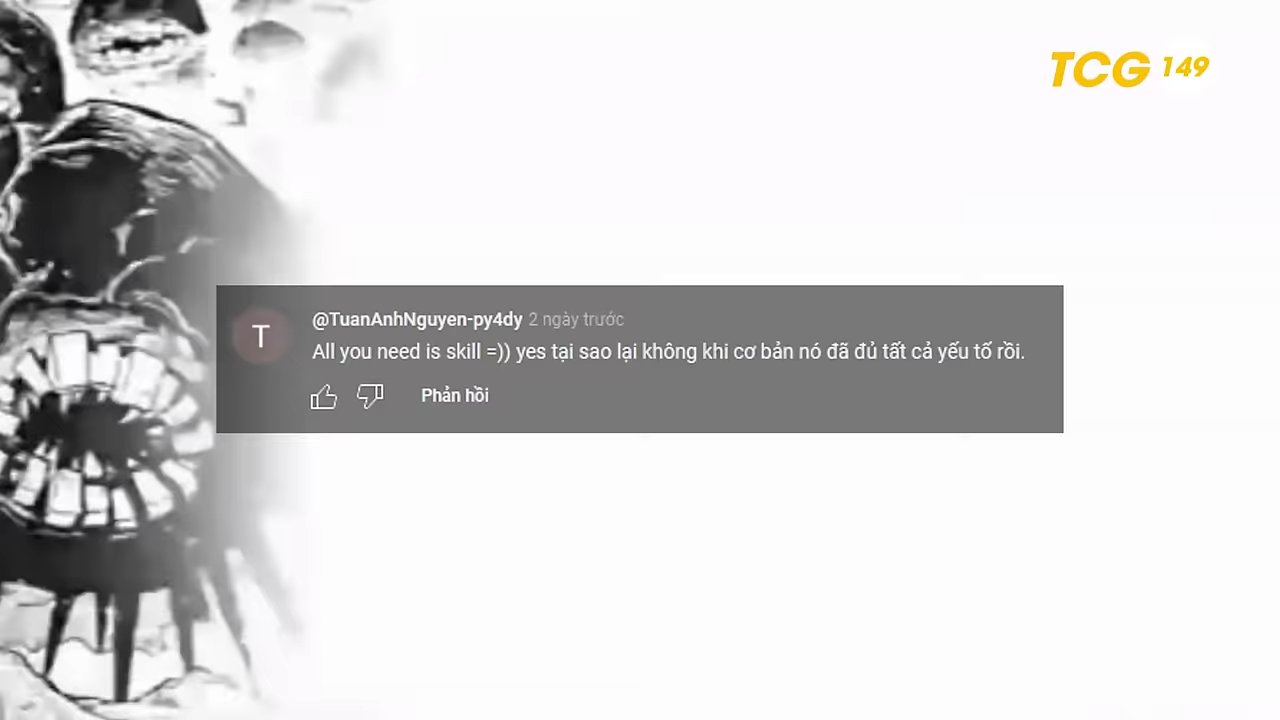 TCG 149
T
@TuanAnhNguyen-py4dy 2 ngày trước
All you need is skill =)) yes tại sao lại không khi cơ bản nó đã đủ tất cả yếu tố rồi.
Phản hồi